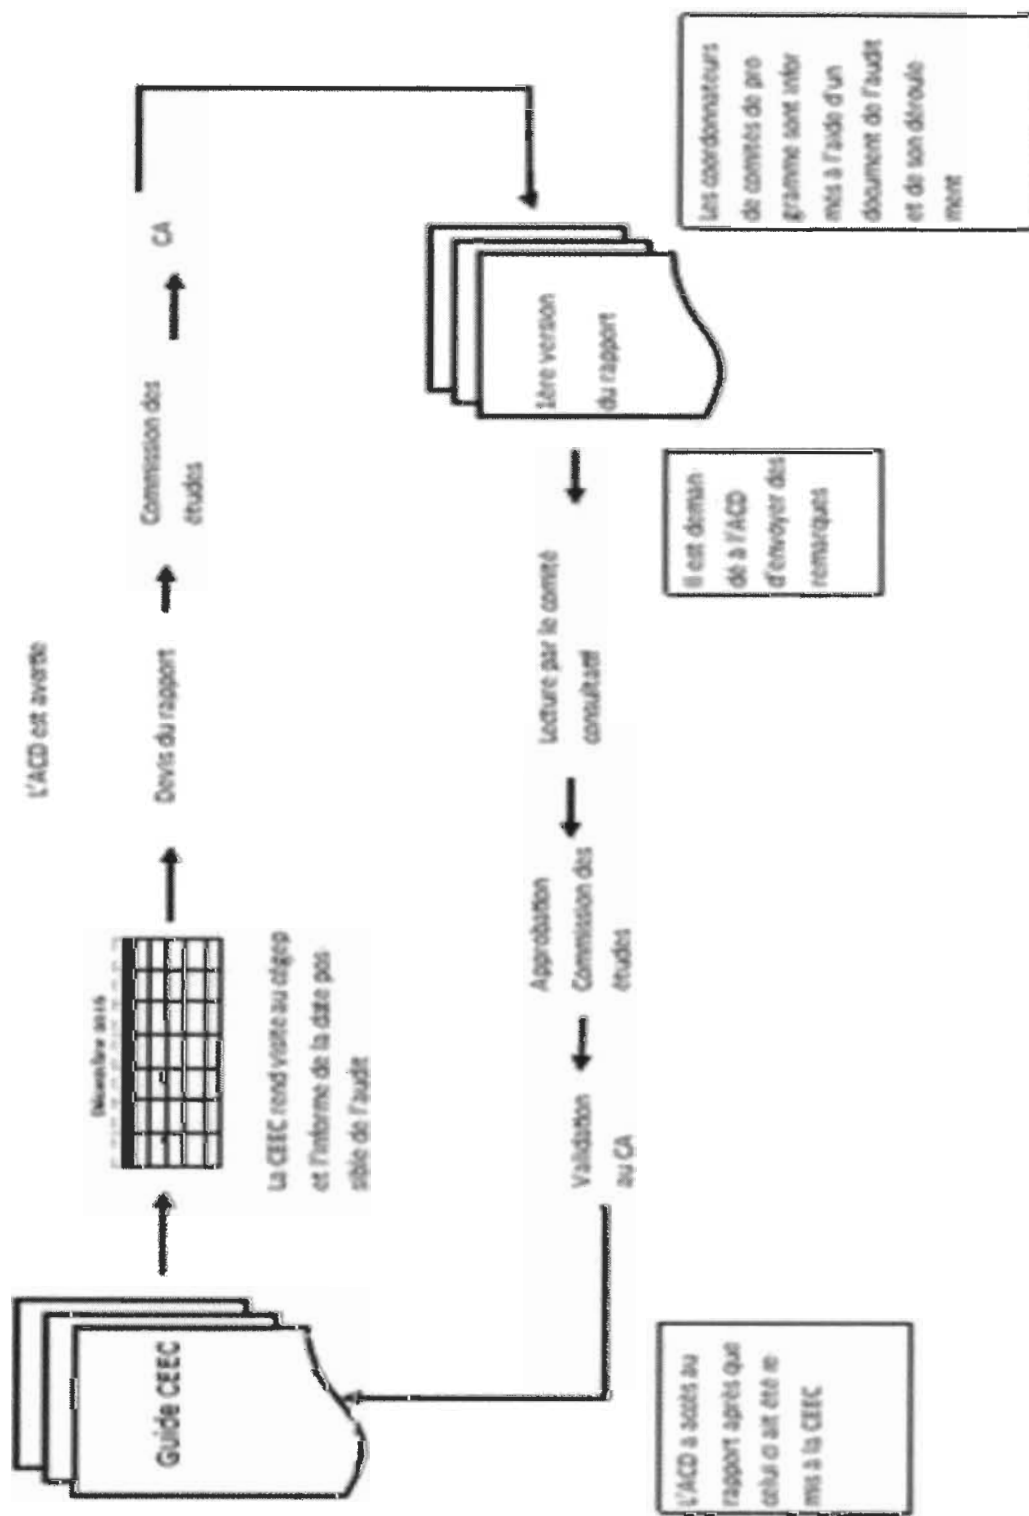 L'ACD est avertie
Décembre 2016
Guide CEEC
Devis du rapport
Commission des
études
CA
La CEEC rend visite au cégep
et l'informe de la date pos
sible de l'audit
Validation
au CA
Approbation
Commission des
études
Lecture par le comité
consultatif
1ère version
du rapport
L'ACD a accès au
rapport après que
celui ci ait été re
mis à la CEEC
Il est deman
dé à l'ACD
d'envoyer des
remarques
Les coordonnateurs
de comités de pro
gramme sont infor
més à l'aide d'un
document de l'audit
et de son déroule
ment